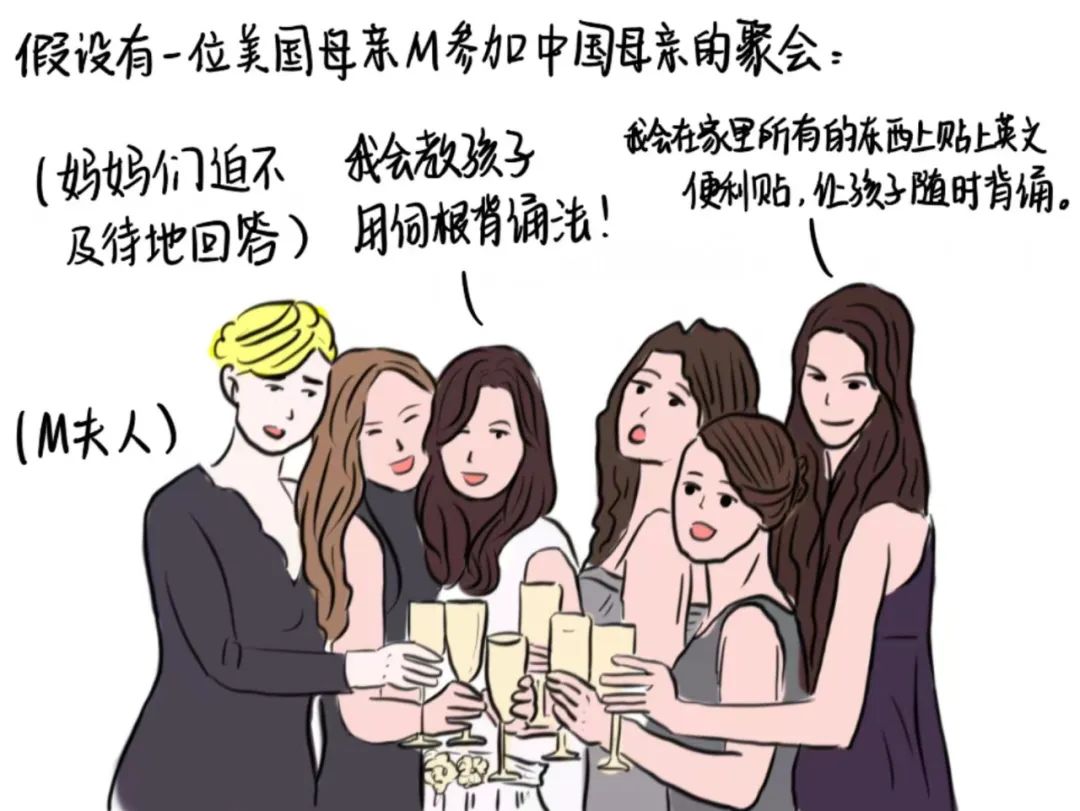 假设有一位美国母亲M参加中国母亲的聚会：
（妈妈们迫不
及待地回答）
我会教孩子
用词根背诵法！
我会在家里所有的东西上贴上英文
便利贴，让孩子随时背诵。
（M夫人）